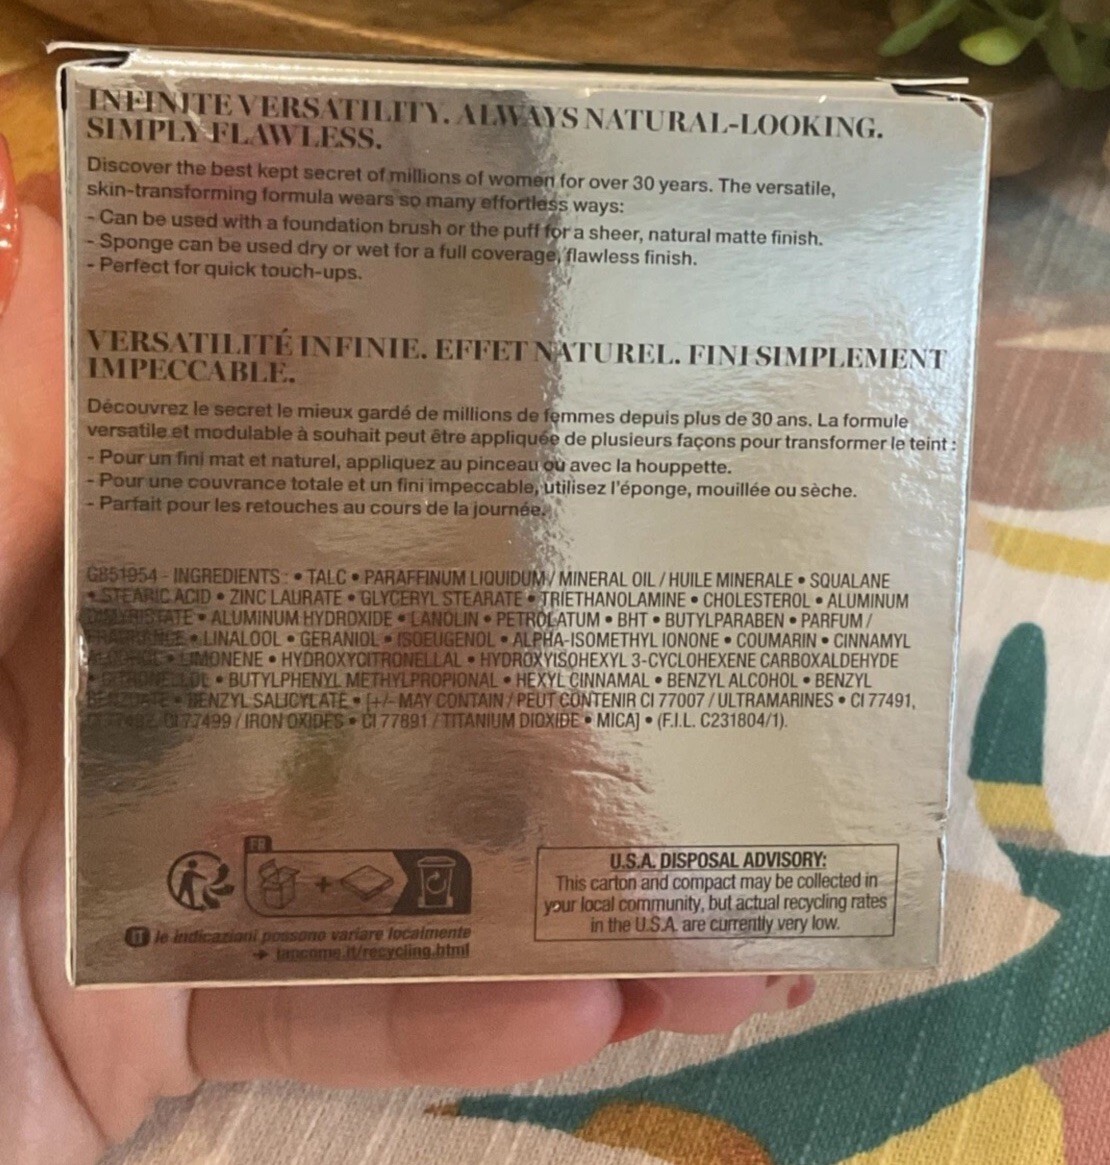 INFINITE VERSATILITY. ALWAYS NATURAL-LOOKING.
SIMPLY FLAWLESS.
Discover the best kept secret of millions of women for over 30 years. The versatile,
skin-transforming formula wears so many effortless ways:
- Can be used with a foundation brush or the puff for a sheer, natural matte finish.
- Sponge can be used dry or wet for a full coverage, flawless finish.
- Perfect for quick touch-ups.
VERSATILITÉ INFINIE. EFFET NATUREL. FINI SIMPLEMENT
IMPECCABLE.
Découvrez le secret le mieux gardé de millions de femmes depuis plus de 30 ans. La formule
versatile et modulable à souhait peut être appliquée de plusieurs façons pour transformer le teint :
- Pour un fini mat et naturel, appliquez au pinceau ou avec la houppette.
- Pour une couvrance totale et un fini impeccable, utilisez l'éponge, mouillée ou sèche.
- Parfait pour les retouches au cours de la journée.
G851954 - INGREDIENTS : • TALC • PARAFFINUM LIQUIDUM / MINERAL OIL / HUILE MINERALE • SQUALANE
• STEARIC ACID • ZINC LAURATE • GLYCERYL STEARATE • TRIETHANOLAMINE • CHOLESTEROL • ALUMINUM
DIMYRISTATE • ALUMINUM HYDROXIDE • LANOLIN • PETROLATUM • BHT • BUTYLPARABEN • PARFUM /
FRAGRANCE • LINALOOL • GERANIOL • ISOEUGENOL • ALPHA-ISOMETHYL IONONE • COUMARIN • CINNAMYL
ALCOHOL • LIMONENE • HYDROXYCITRONELLAL • HYDROXYISOHEXYL 3-CYCLOHEXENE CARBOXALDEHYDE
• CITRONELLOL • BUTYLPHENYL METHYLPROPIONAL • HEXYL CINNAMAL • BENZYL ALCOHOL • BENZYL
BENZOATE • BENZYL SALICYLATE • [+/- MAY CONTAIN / PEUT CONTENIR CI 77007 / ULTRAMARINES • CI 77491,
CI 77492, CI 77499 / IRON OXIDES • CI 77891 / TITANIUM DIOXIDE • MICA] • (F.I.L. C231804/1).
FR
+
IT le indicazioni possono variare localmente
→ lancome.it/recycling.html
U.S.A. DISPOSAL ADVISORY:
This carton and compact may be collected in
your local community, but actual recycling rates
in the U.S.A. are currently very low.